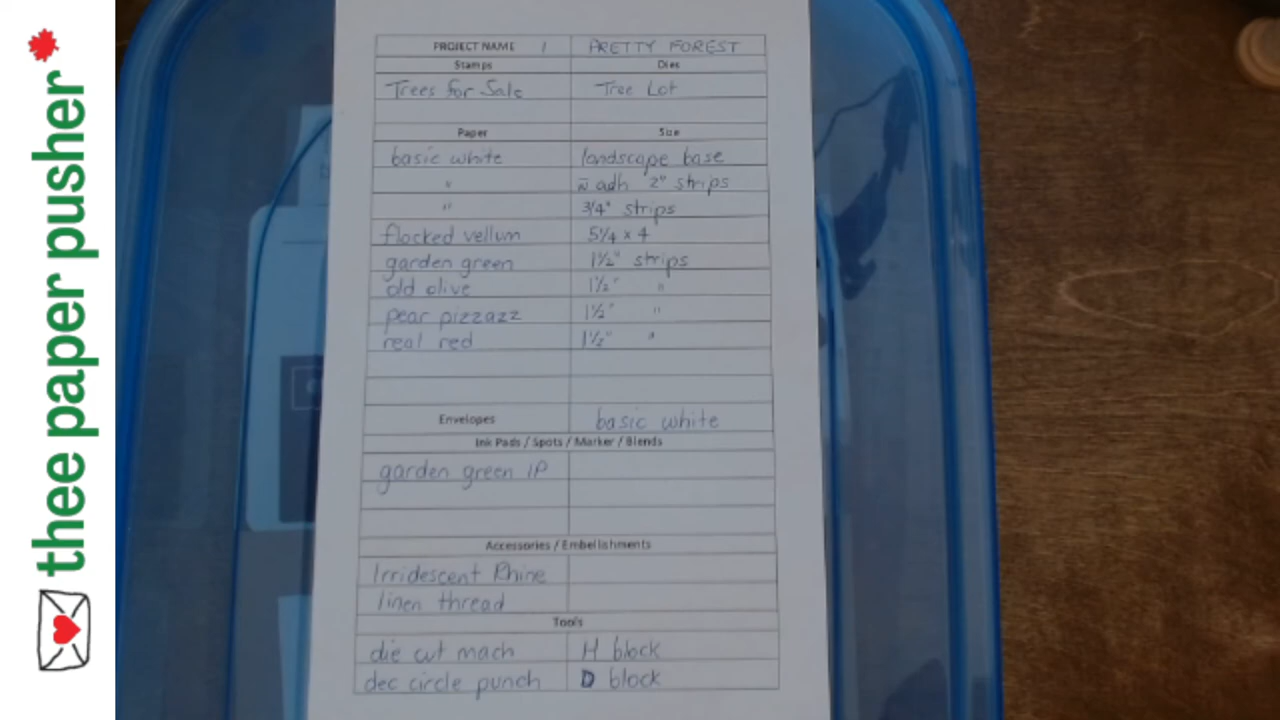 thee paper pusher
PROJECT NAME 1 PRETTY FOREST
Stamps Dies
Trees for Sale Tree Lot
Paper Size
basic white landscape base
" w̄ adh 2" strips
" 3/4" strips
flocked vellum 5 1/4 x 4
garden green 1 1/2" strips
old olive 1 1/2" "
pear pizzazz 1 1/2" "
real red 1 1/2" "
Envelopes basic white
Ink Pads / Spots / Marker / Blends
garden green IP
Accessories / Embellishments
Irridescent Rhine
linen thread
Tools
die cut mach H block
dec circle punch D block